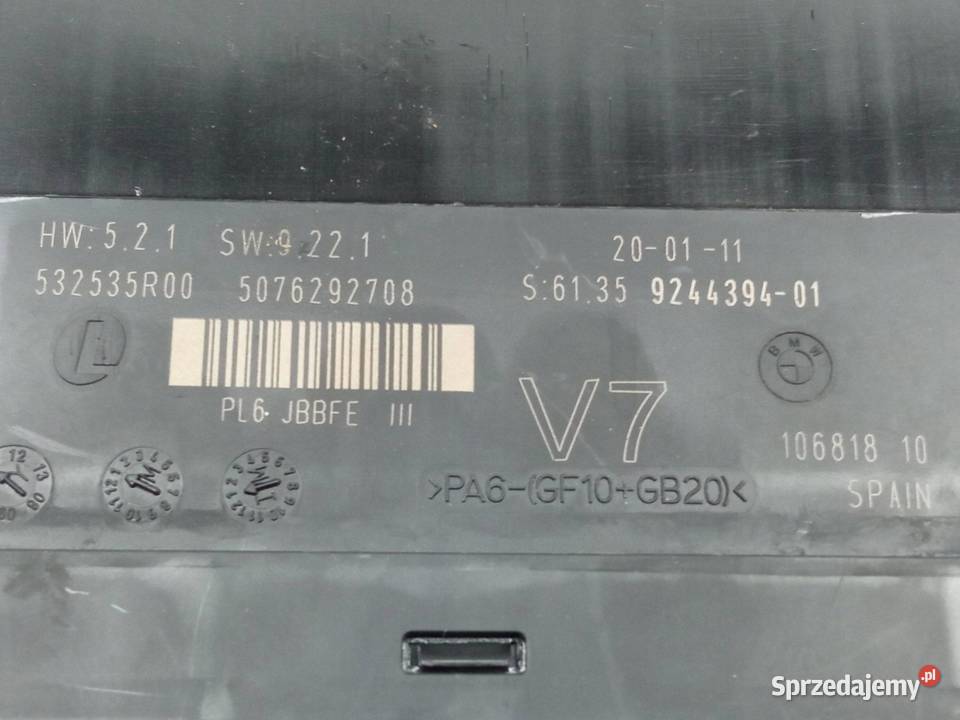 HW:5.2.1 SW:9.22.1
20-01-11
532535R00 5076292708
S:61.35 9244394-01
BMW
PL6 JBBFE III
V7
106818 10
>PA6-(GF10+GB20)<
SPAIN
Sprzedajemy.pl